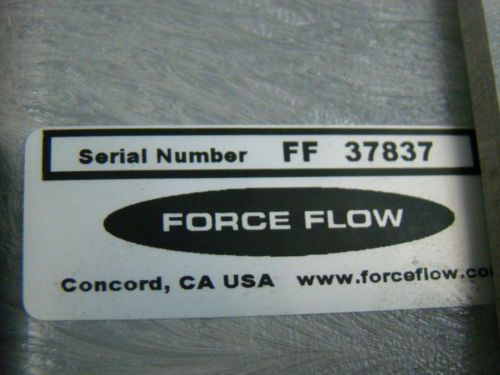 Serial Number FF 37837
FORCE FLOW
Concord, CA USA www.forceflow.co